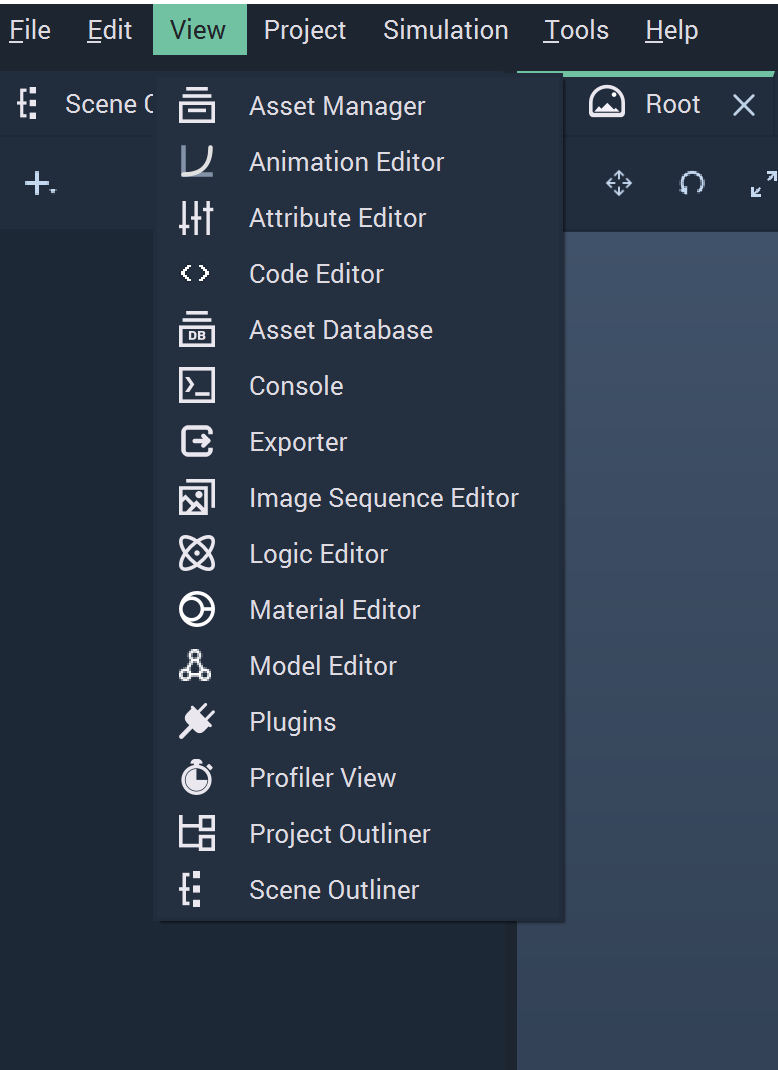 File Edit View Project Simulation Tools Help
Scene Root
Asset Manager
Animation Editor
Attribute Editor
Code Editor
DB Asset Database
Console
Exporter
Image Sequence Editor
Logic Editor
Material Editor
Model Editor
Plugins
Profiler View
Project Outliner
Scene Outliner